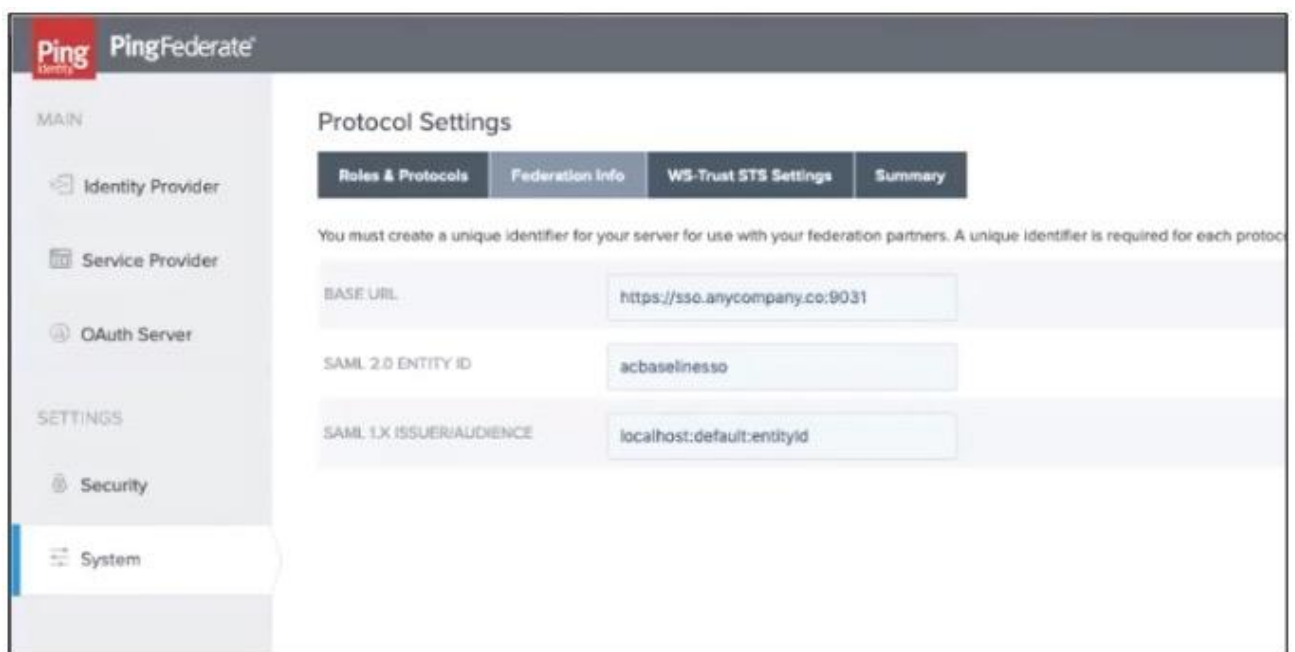 Ping
Identity
PingFederate®
MAIN
Identity Provider
Service Provider
OAuth Server
SETTINGS
Security
System
Protocol Settings
Roles & Protocols
Federation Info
WS-Trust STS Settings
Summary
You must create a unique identifier for your server for use with your federation partners. A unique identifier is required for each protoc
BASE URL
https://sso.anycompany.co:9031
SAML 2.0 ENTITY ID
acbaselinesso
SAML 1.X ISSUER/AUDIENCE
localhost:default:entityId